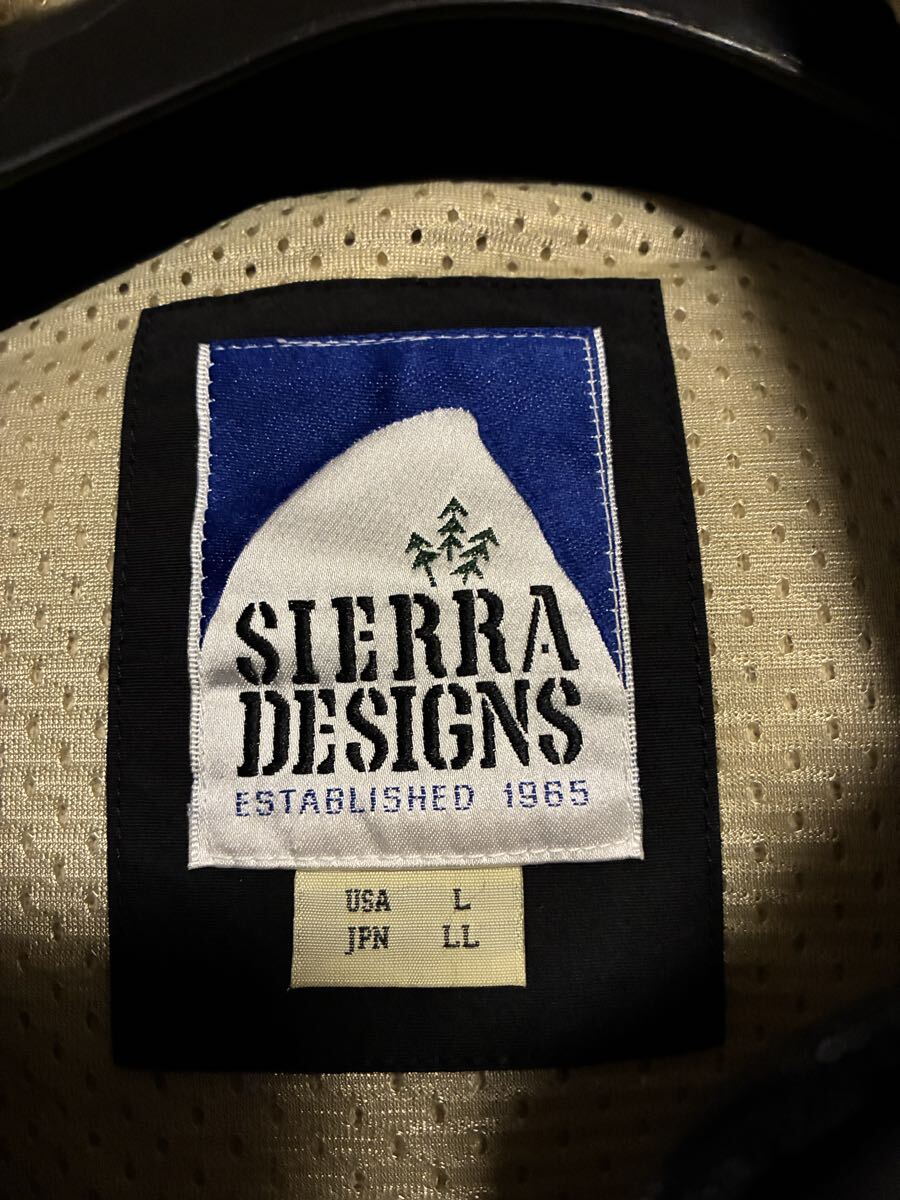 SIERRA
DESIGNS
ESTABLISHED 1965
USA L
JPN LL